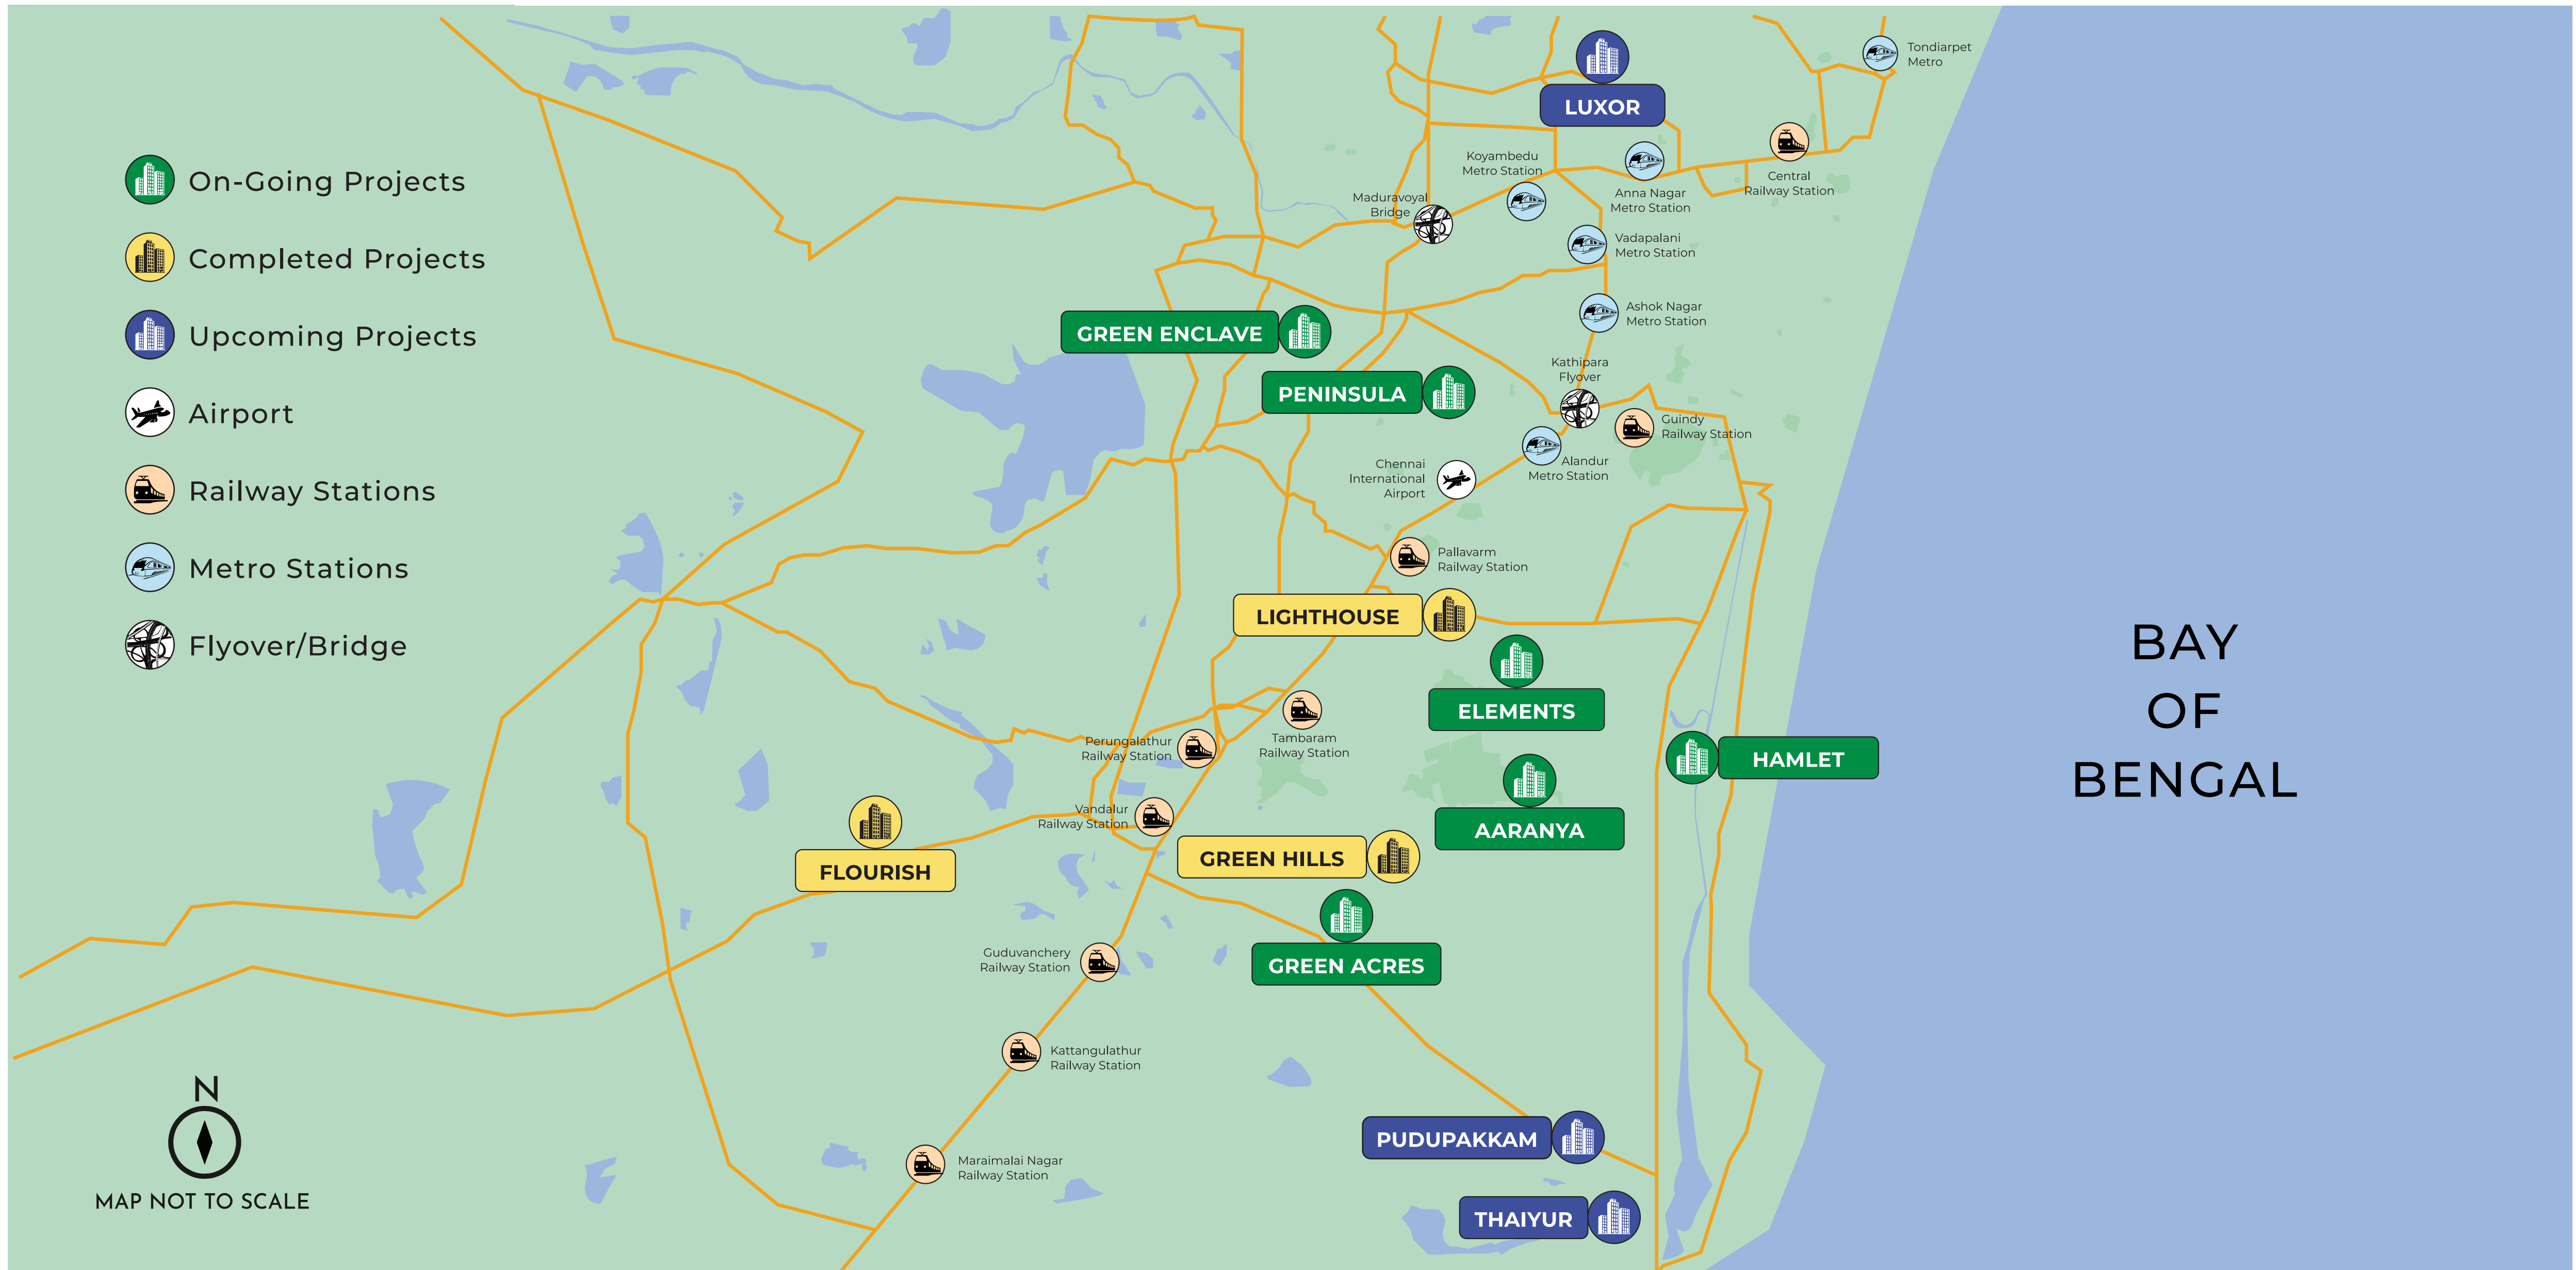 On-Going Projects
Completed Projects
Upcoming Projects
Airport
Railway Stations
Metro Stations
Flyover/Bridge
N
MAP NOT TO SCALE
LUXOR
Tondiarpet
Metro
Koyambedu
Metro Station
Anna Nagar
Metro Station
Central
Railway Station
Maduravoyal
Bridge
Vadapalani
Metro Station
Ashok Nagar
Metro Station
GREEN ENCLAVE
PENINSULA
Kathipara
Flyover
Guindy
Railway Station
Alandur
Metro Station
Chennai
International
Airport
Pallavarm
Railway Station
LIGHTHOUSE
ELEMENTS
Tambaram
Railway Station
Perungalathur
Railway Station
HAMLET
AARANYA
Vandalur
Railway Station
FLOURISH
GREEN HILLS
GREEN ACRES
Guduvanchery
Railway Station
Kattangulathur
Railway Station
Maraimalai Nagar
Railway Station
PUDUPAKKAM
THAIYUR
BAY
OF
BENGAL